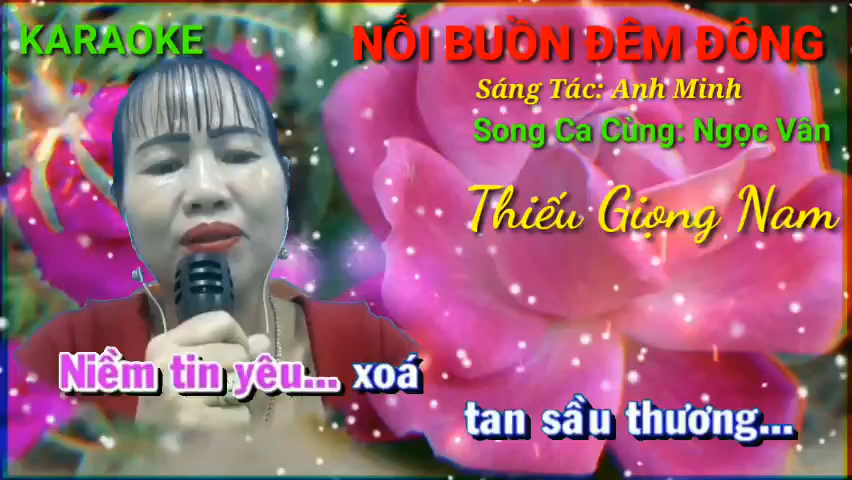 KARAOKE
NỖI BUỒN ĐÊM ĐÔNG
Sáng Tác: Anh Minh
Song Ca Cùng: Ngọc Vân
Thiếu Giọng Nam
Niềm tin yêu... xoá
tan sầu thương...